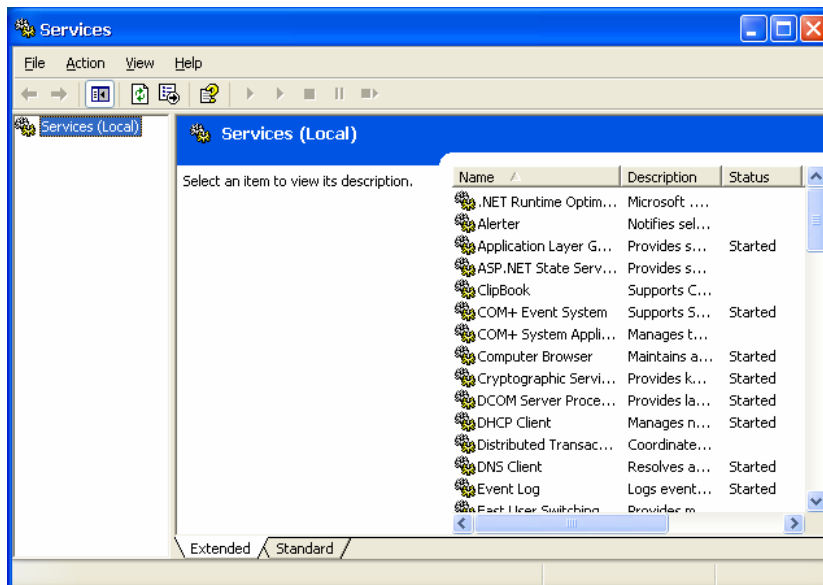 Services
File Action View Help
Services (Local)
Services (Local)
Select an item to view its description.
Name Description Status
.NET Runtime Optim... Microsoft ....
Alerter Notifies sel...
Application Layer G... Provides s... Started
ASP.NET State Serv... Provides s...
ClipBook Supports C...
COM+ Event System Supports S... Started
COM+ System Appli... Manages t...
Computer Browser Maintains a... Started
Cryptographic Servi... Provides k... Started
DCOM Server Proce... Provides la... Started
DHCP Client Manages n... Started
Distributed Transac... Coordinate...
DNS Client Resolves a... Started
Event Log Logs event... Started
Fast User Switching Provides m
Extended Standard